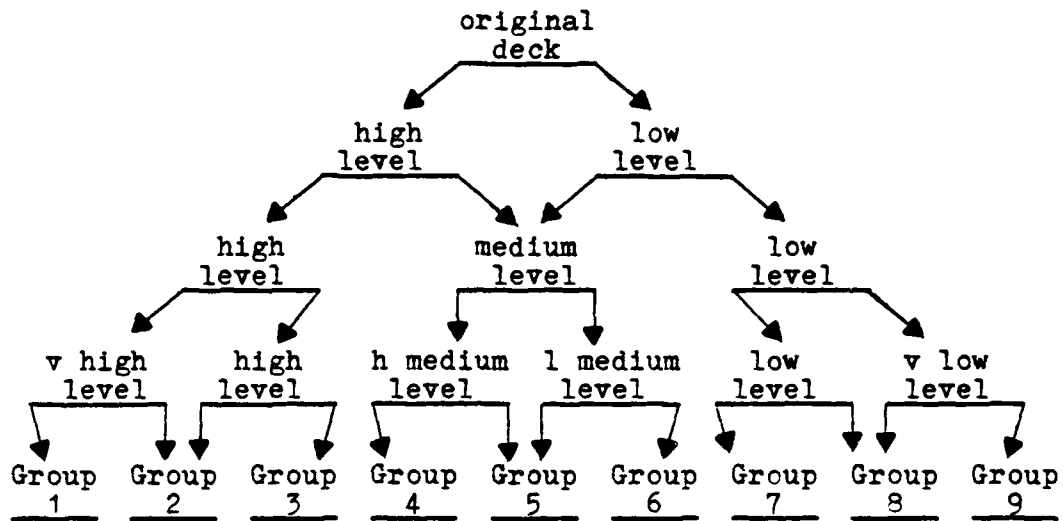 original
deck
high low
level level
high medium low
level level level
v high high h medium l medium low v low
level level level level level level
Group Group Group Group Group Group Group Group Group
1 2 3 4 5 6 7 8 9